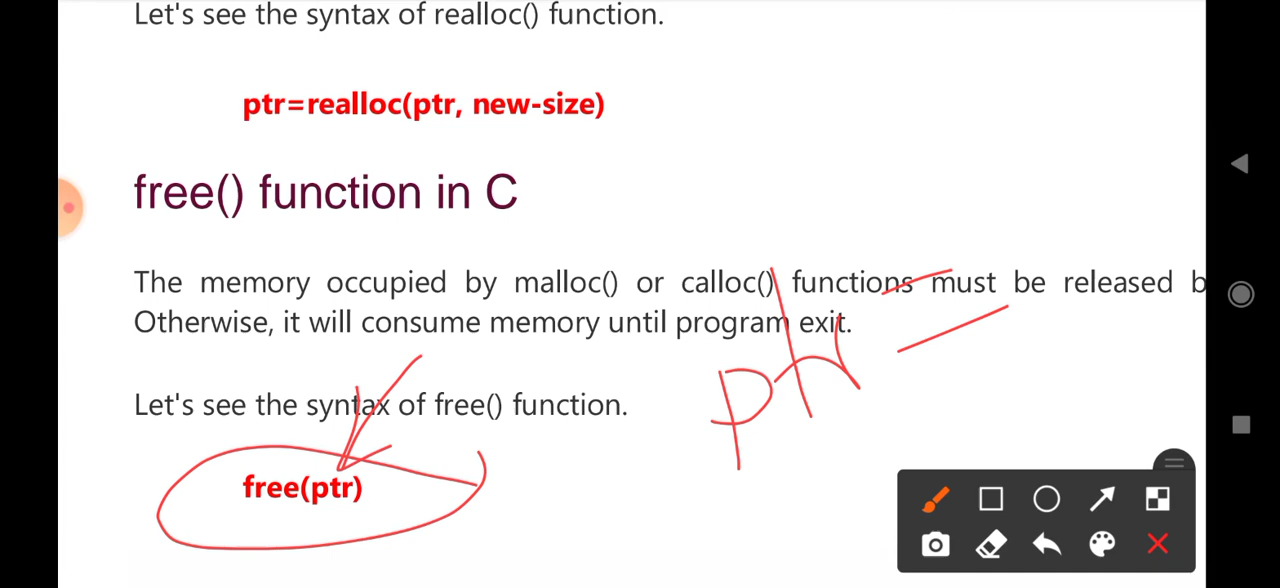 Let's see the syntax of realloc() function.
ptr=realloc(ptr, new-size)
free() function in C
The memory occupied by malloc() or calloc() functions must be released
Otherwise, it will consume memory until program exit.
ptr =
Let's see the syntax of free() function.
free(ptr)